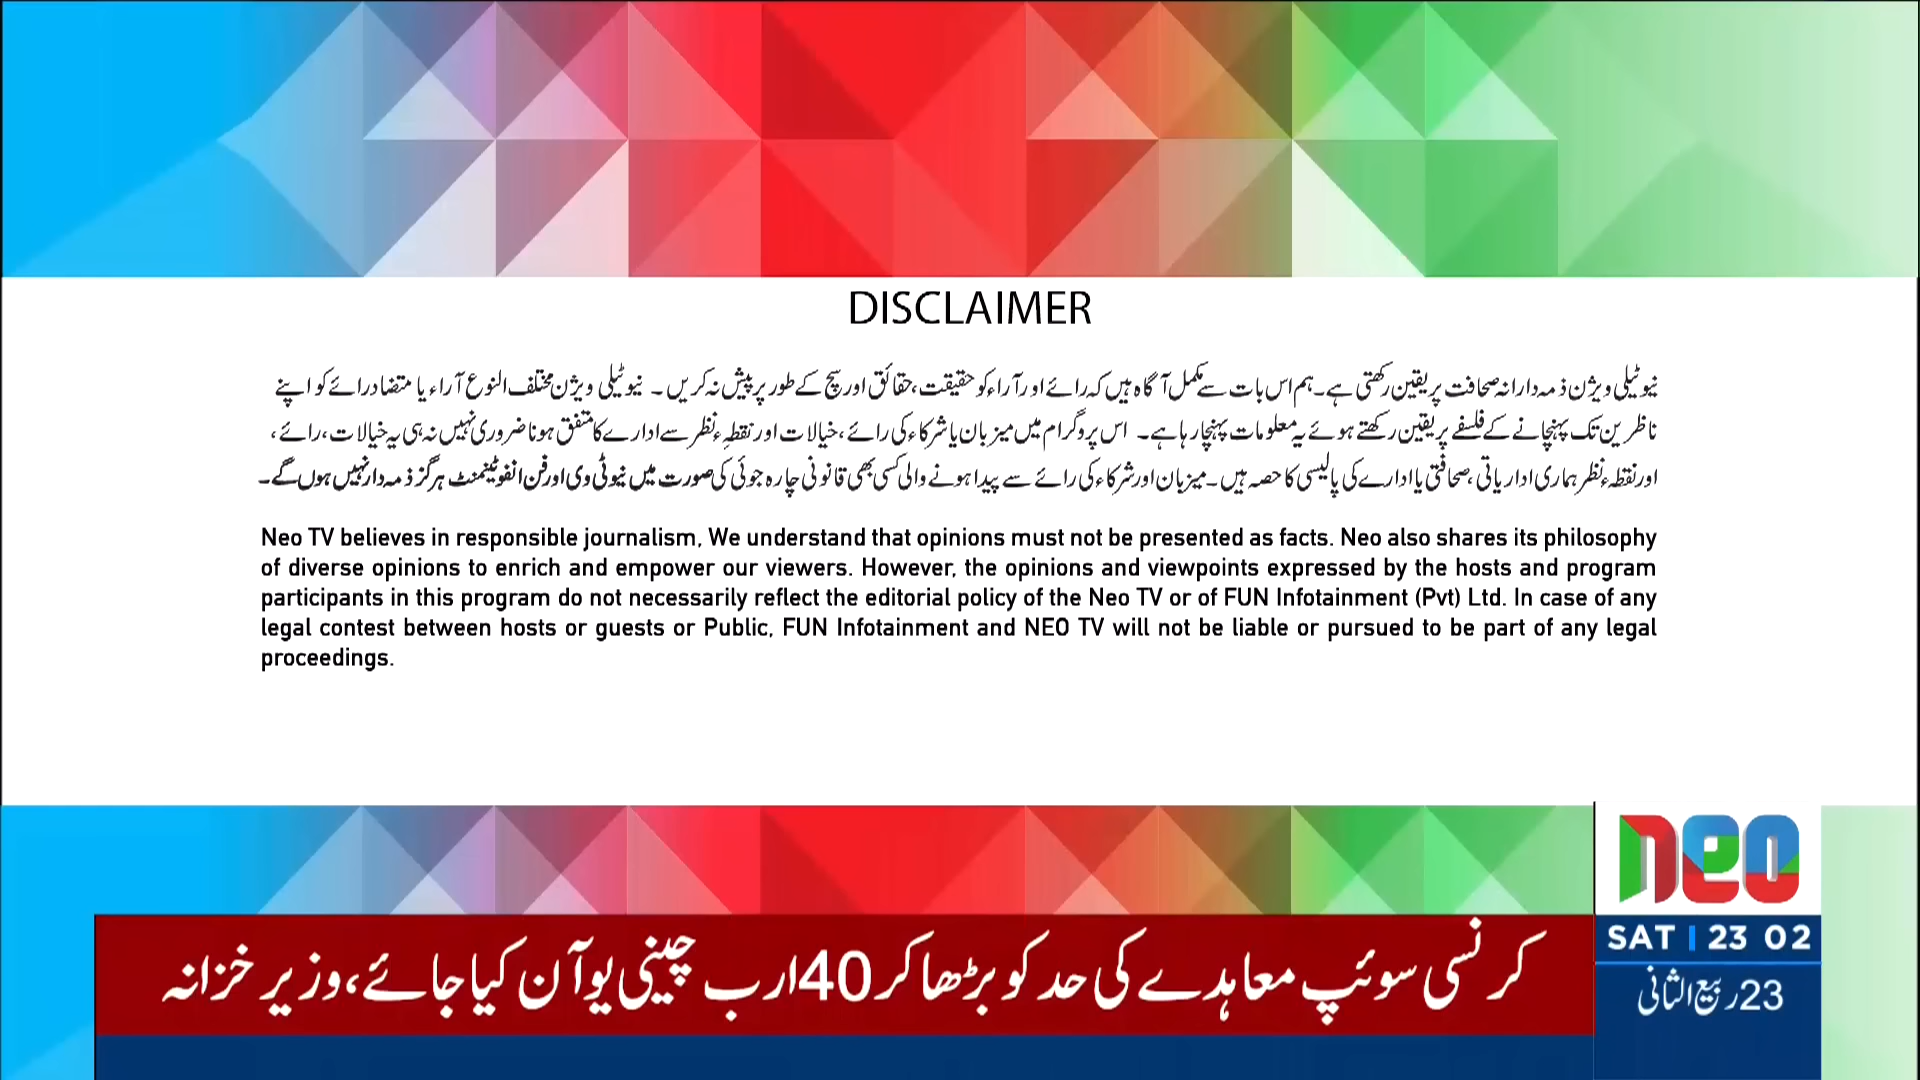 DISCLAIMER
نیوٹیلی ویژن ذمہ دارانہ صحافت پر یقین رکھتی ہے۔ ہم اس بات سے مکمل آگاہ ہیں کہ رائے اور آراء کو حقیقت، حقائق اور سچ کے طور پر پیش نہ کریں۔ نیوٹیلی ویژن مختلف النوع آراء یا متضاد رائے کو اپنے
ناظرین تک پہنچانے کے فلسفے پر یقین رکھتے ہوئے یہ معلومات پہنچا رہا ہے۔ اس پروگرام میں میزبان یا شرکاء کی رائے، خیالات اور نقطہء نظر سے ادارے کا متفق ہونا ضروری نہیں نہ ہی یہ خیالات، رائے،
اور نقطہء نظر ہماری اداریاتی، صحافتی یا ادارے کی پالیسی کا حصہ ہیں۔ میزبان اور شرکاء کی رائے سے پیدا ہونے والی کسی بھی قانونی چارہ جوئی کی صورت میں نیوٹی وی اور فن انفوٹینمنٹ ہرگز ذمہ دار نہیں ہوں گے۔
Neo TV believes in responsible journalism, We understand that opinions must not be presented as facts. Neo also shares its philosophy
of diverse opinions to enrich and empower our viewers. However, the opinions and viewpoints expressed by the hosts and program
participants in this program do not necessarily reflect the editorial policy of the Neo TV or of FUN Infotainment (Pvt) Ltd. In case of any
legal contest between hosts or guests or Public, FUN Infotainment and NEO TV will not be liable or pursued to be part of any legal
proceedings.
neo
SAT | 23 02
23 ربیع الثانی
کرنسی سوئپ معاہدے کی حد کو بڑھا کر 40 ارب چینی یوآن کیا جائے، وزیر خزانہ